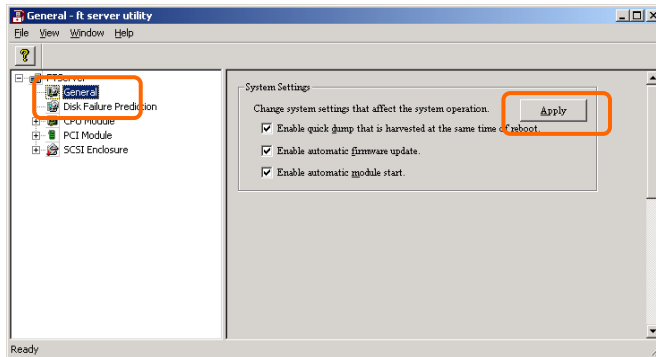 General - ft server utility
File View Window Help
FTServer
General
Disk Failure Prediction
CPU Module
PCI Module
SCSI Enclosure
System Settings
Change system settings that affect the system operation.
Apply
Enable quick dump that is harvested at the same time of reboot.
Enable automatic firmware update.
Enable automatic module start.
Ready